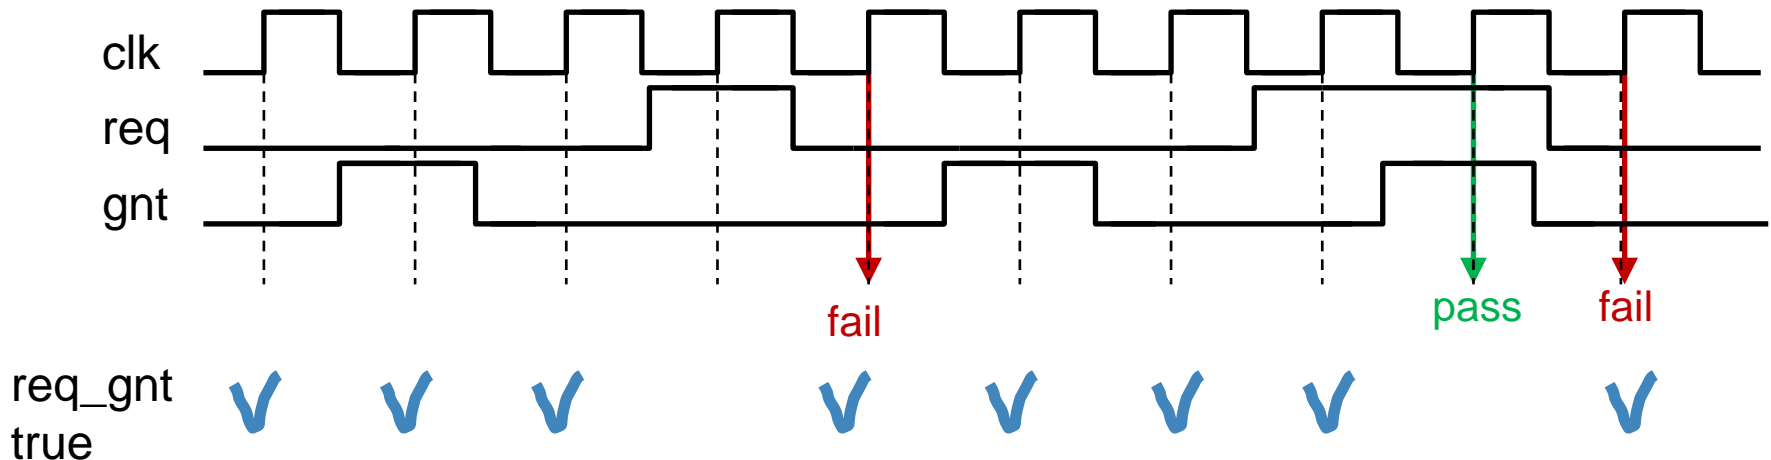 clk
req
gnt
fail
pass
fail
req_gnt
true